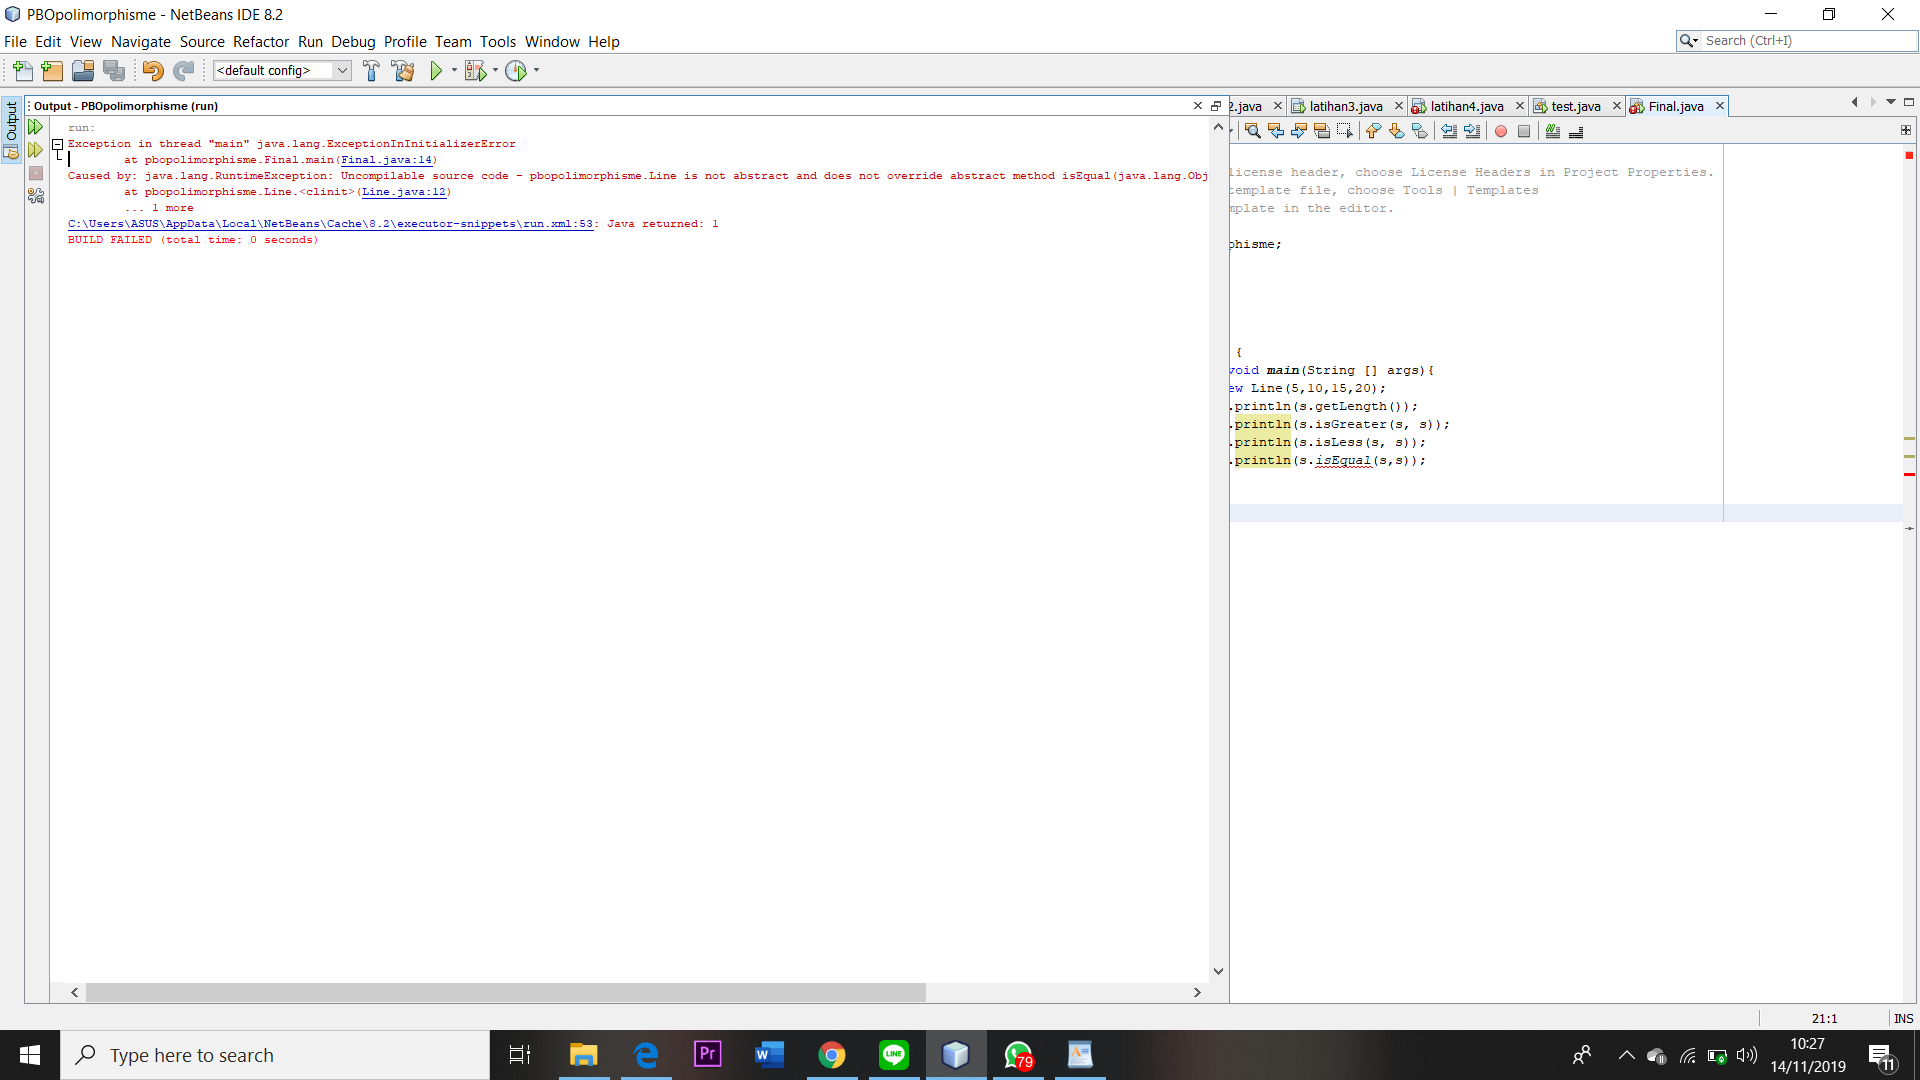 PBOpolimorphisme - NetBeans IDE 8.2
File Edit View Navigate Source Refactor Run Debug Profile Team Tools Window Help
Search (Ctrl+I)
<default config>
Output
Output - PBOpolimorphisme (run)
2.java
latihan3.java
latihan4.java
test.java
Final.java
run:
Exception in thread "main" java.lang.ExceptionInInitializerError
at pbopolimorphisme.Final.main(Final.java:14)
Caused by: java.lang.RuntimeException: Uncompilable source code - pbopolimorphisme.Line is not abstract and does not override abstract method isEqual(java.lang.Obj
at pbopolimorphisme.Line.<clinit>(Line.java:12)
... 1 more
C:\Users\ASUS\AppData\Local\NetBeans\Cache\8.2\executor-snippets\run.xml:53: Java returned: 1
BUILD FAILED (total time: 0 seconds)
license header, choose License Headers in Project Properties.
template file, choose Tools | Templates
mplate in the editor.
phisme;
{
void main(String [] args){
ew Line(5,10,15,20);
.println(s.getLength());
.println(s.isGreater(s, s));
.println(s.isLess(s, s));
.println(s.isEqual(s,s));
21:1
INS
Type here to search
Pr
W
LINE
79
10:27
14/11/2019
11